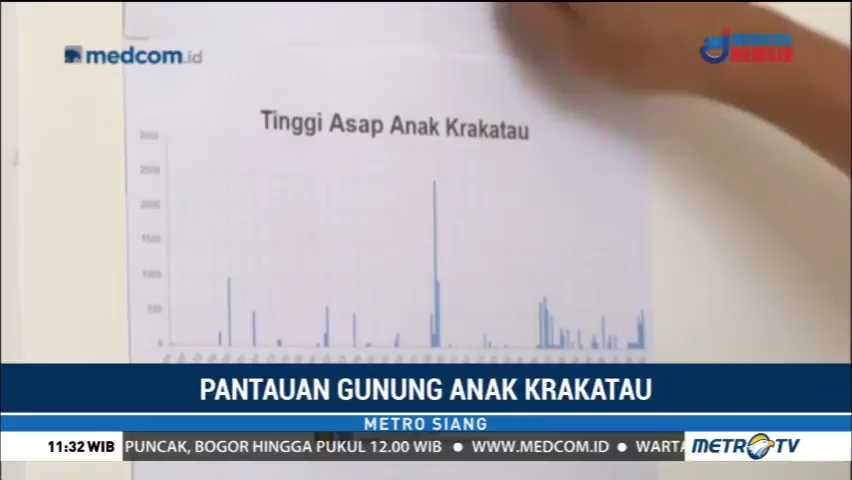 medcom.id
Tinggi Asap Anak Krakatau
3000
2500
2000
1500
1000
500
0
PANTAUAN GUNUNG ANAK KRAKATAU
METRO SIANG
11:32 WIB
PUNCAK, BOGOR HINGGA PUKUL 12.00 WIB ● WWW.MEDCOM.ID ● WARTA
METRO TV